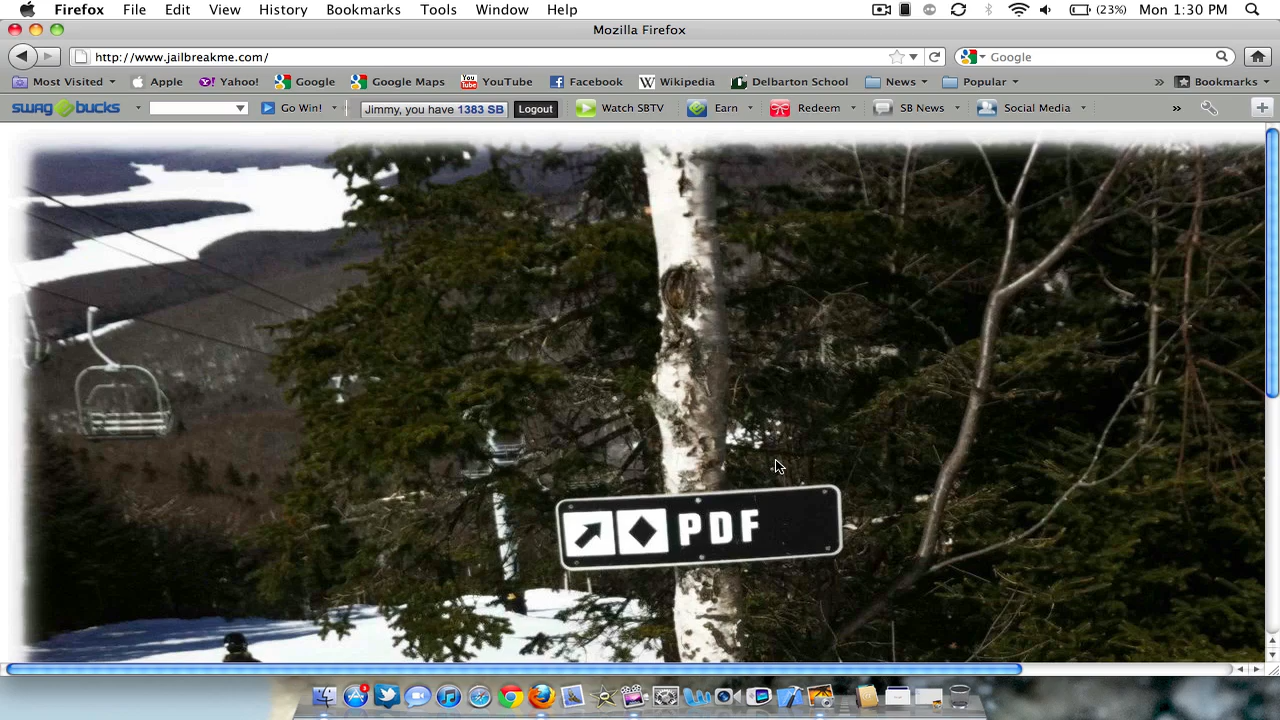 Firefox File Edit View History Bookmarks Tools Window Help (23%) Mon 1:30 PM
Mozilla Firefox
http://www.jailbreakme.com/ Google
Most Visited Apple Yahoo! Google Google Maps YouTube Facebook Wikipedia Delbarton School News Popular » Bookmarks
swagbucks Go Win! Jimmy, you have 1383 SB Logout Watch SBTV Earn Redeem SB News Social Media »
PDF